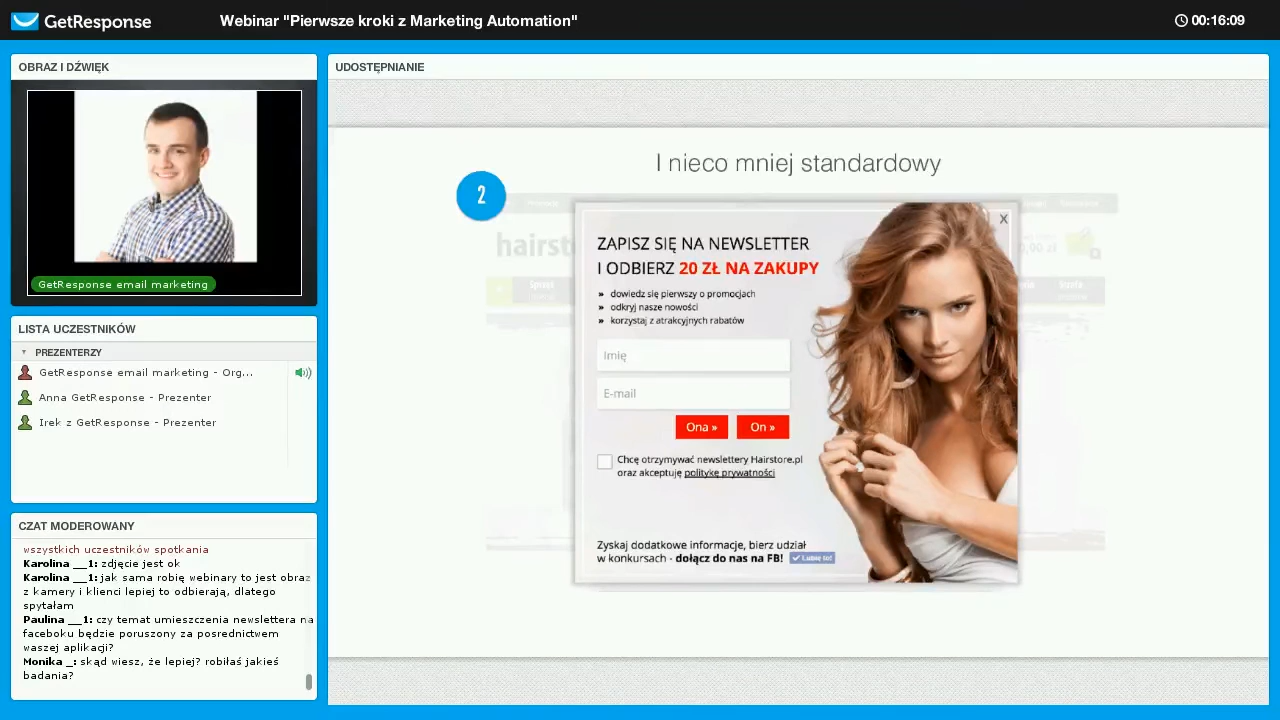 GetResponse
Webinar "Pierwsze kroki z Marketing Automation"
00:16:09
OBRAZ I DŹWIĘK
GetResponse email marketing
LISTA UCZESTNIKÓW
PREZENTERZY
GetResponse email marketing - Org...
Anna GetResponse - Prezenter
Irek z GetResponse - Prezenter
CZAT MODEROWANY
wszystkich uczestników spotkania
Karolina __1: zdjęcie jest ok
Karolina __1: jak sama robię webinary to jest obraz
z kamery i klienci lepiej to odbierają, dlatego
spytałam
Paulina __1: czy temat umieszczenia newslettera na
faceboku będzie poruszony za posrednictwem
waszej aplikacji?
Monika _: skąd wiesz, że lepiej? robiłaś jakieś
badania?
UDOSTĘPNIANIE
I nieco mniej standardowy
2
hairsto
X
ZAPISZ SIĘ NA NEWSLETTER
I ODBIERZ 20 ZŁ NA ZAKUPY
» dowiedz się pierwszy o promocjach
» odkryj nasze nowości
» korzystaj z atrakcyjnych rabatów
Imię
E-mail
Ona »
On »
Chcę otrzymywać newslettery Hairstore.pl
oraz akceptuję politykę prywatności
Zyskaj dodatkowe informacje, bierz udział
w konkursach - dołącz do nas na FB!
Lubię to!